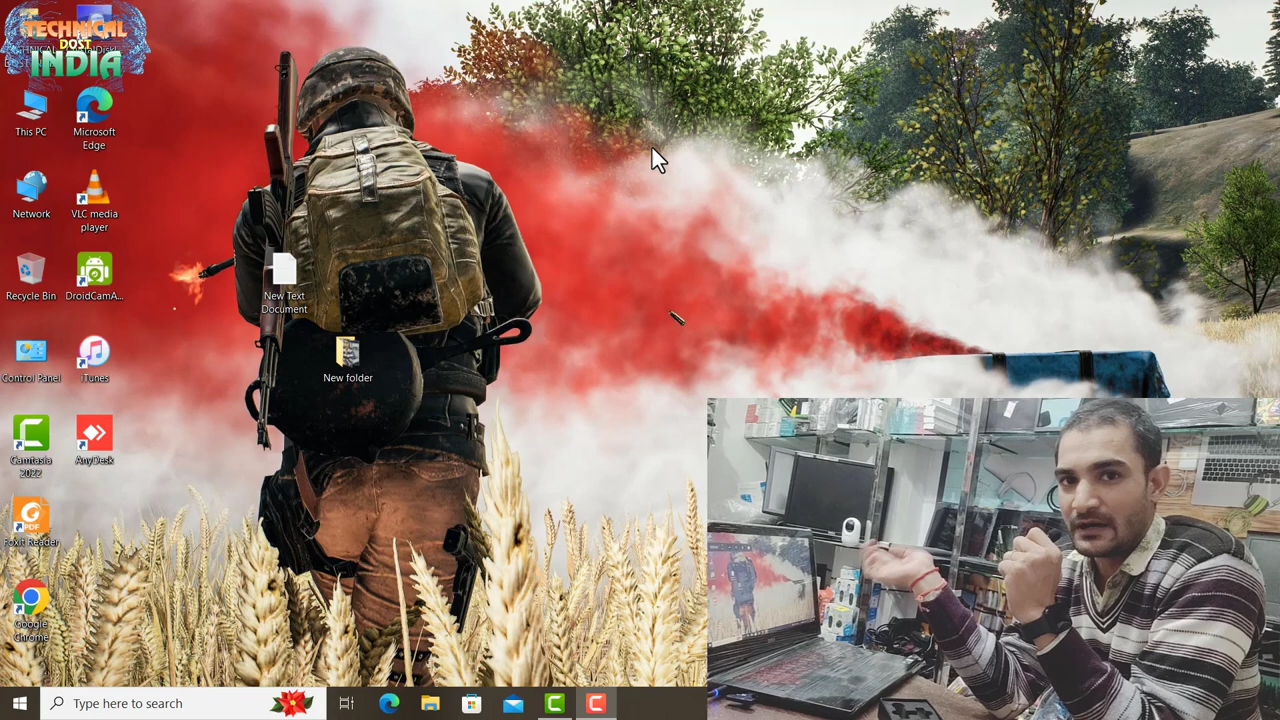 TECHNICAL
DOST
INDIA
This PC
Microsoft
Edge
Network
VLC media
player
Recycle Bin
DroidCamA...
New Text
Document
Control Panel
iTunes
New folder
Camtasia
2022
AnyDesk
PDF
Foxit Reader
Google
Chrome
Type here to search